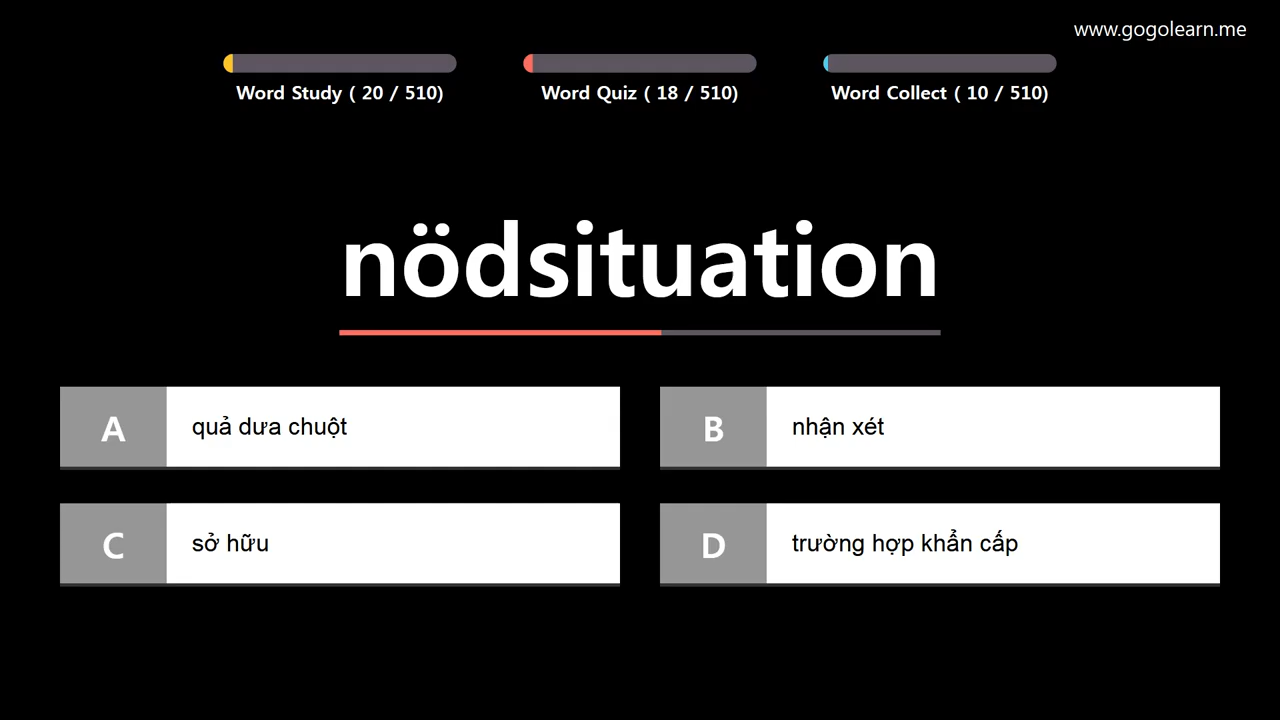 www.gogolearn.me
Word Study ( 20 / 510)
Word Quiz ( 18 / 510)
Word Collect ( 10 / 510)
nödsituation
A quả dưa chuột
B nhận xét
C sở hữu
D trường hợp khẩn cấp